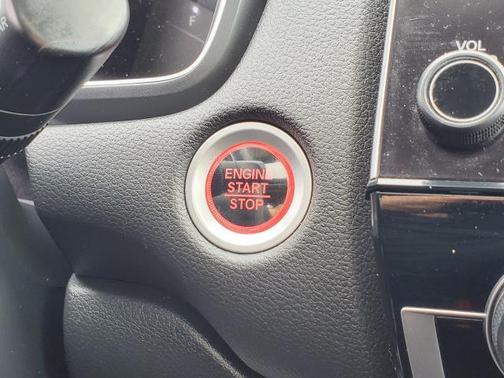 F
VOL
ENGINE
START
STOP